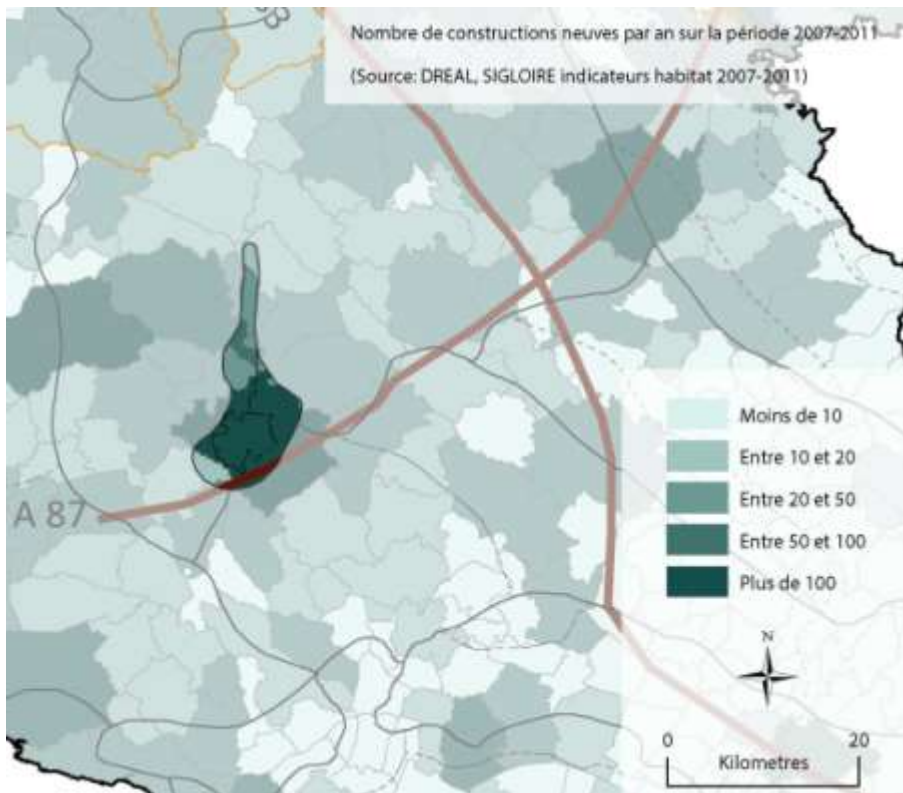 Nombre de constructions neuves par an sur la période 2007-2011
(Source: DREAL, SIGLOIRE indicateurs habitat 2007-2011)
Moins de 10
Entre 10 et 20
A 87
Entre 20 et 50
Entre 50 et 100
Plus de 100
N
0 20
Kilometres